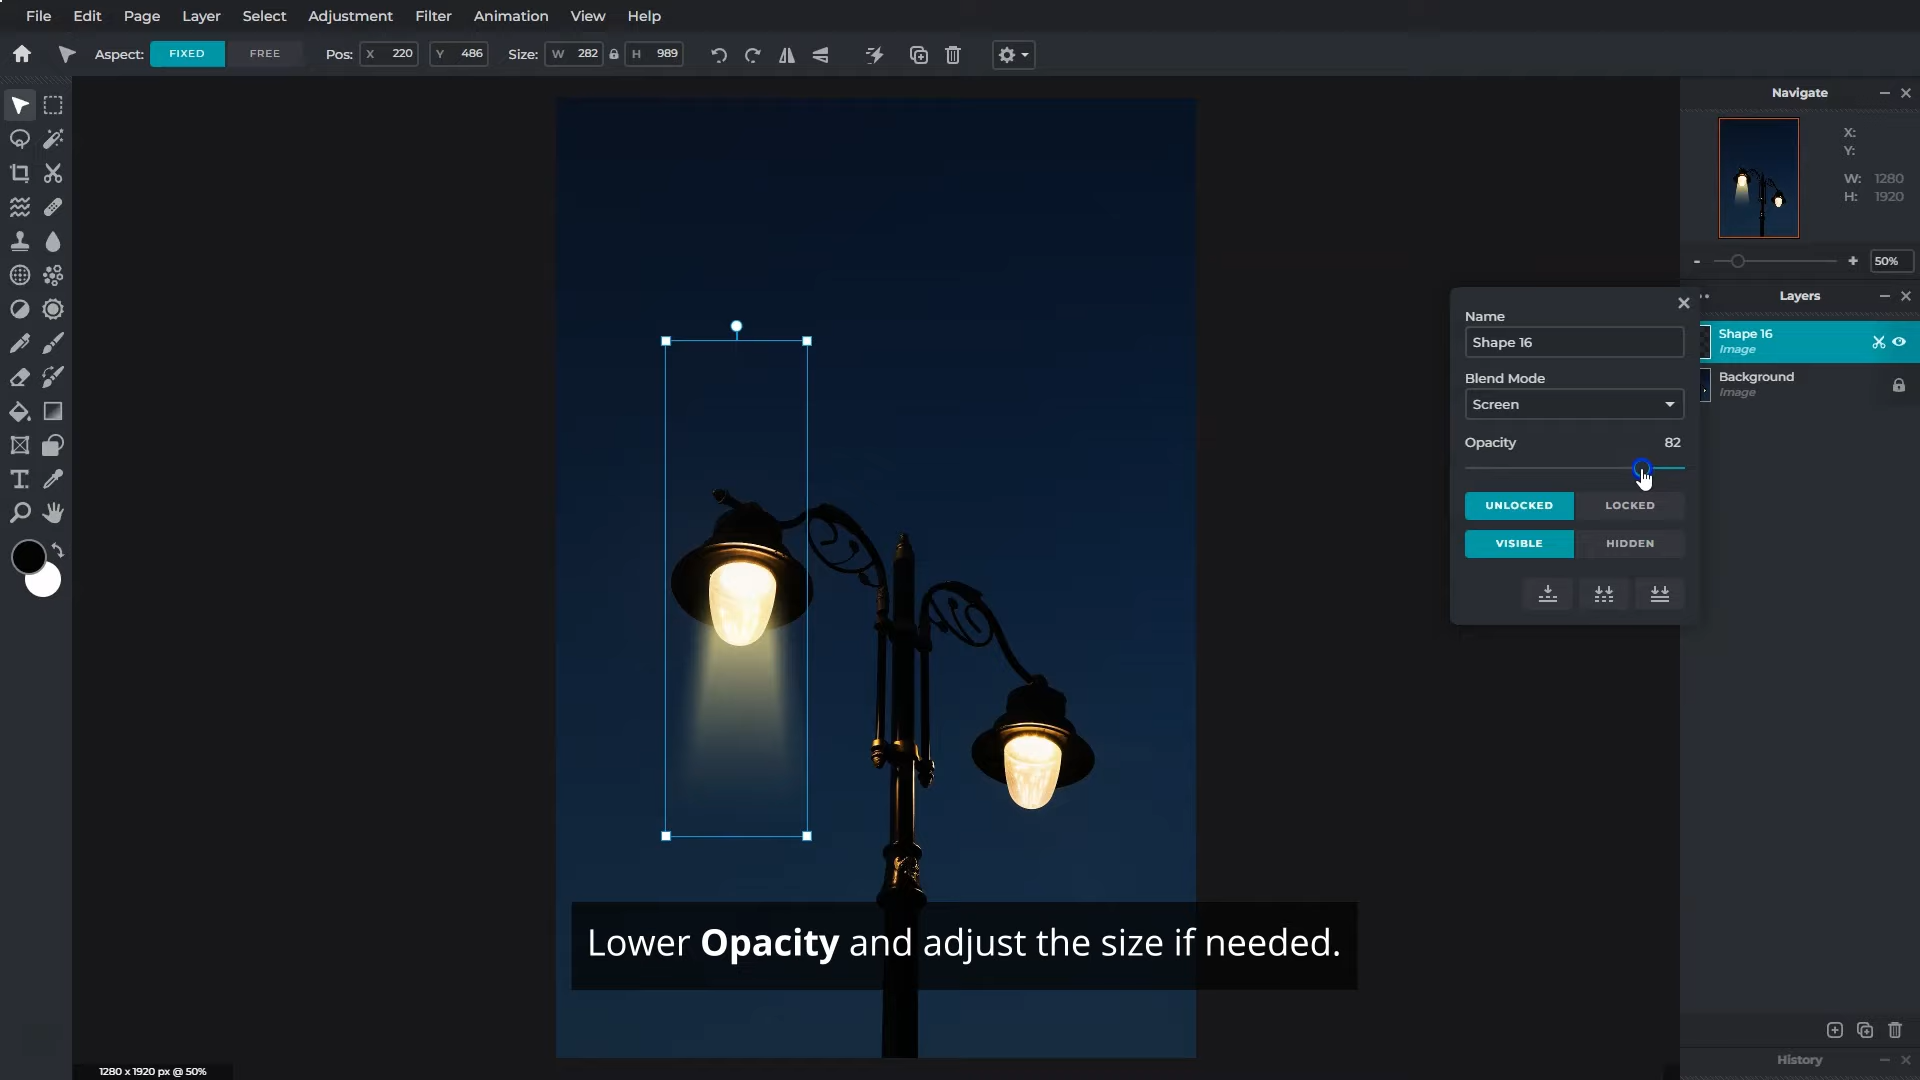 File Edit Page Layer Select Adjustment Filter Animation View Help
Aspect: FIXED FREE Pos: X 220 Y 486 Size: W 282 H 989
Navigate
X:
Y:
W: 1280
H: 1920
- + 50%
Layers
Shape 16
Image
Background
Image
Name
Shape 16
Blend Mode
Screen
Opacity 82
UNLOCKED LOCKED
VISIBLE HIDDEN
Lower Opacity and adjust the size if needed.
History
1280 x 1920 px @ 50%